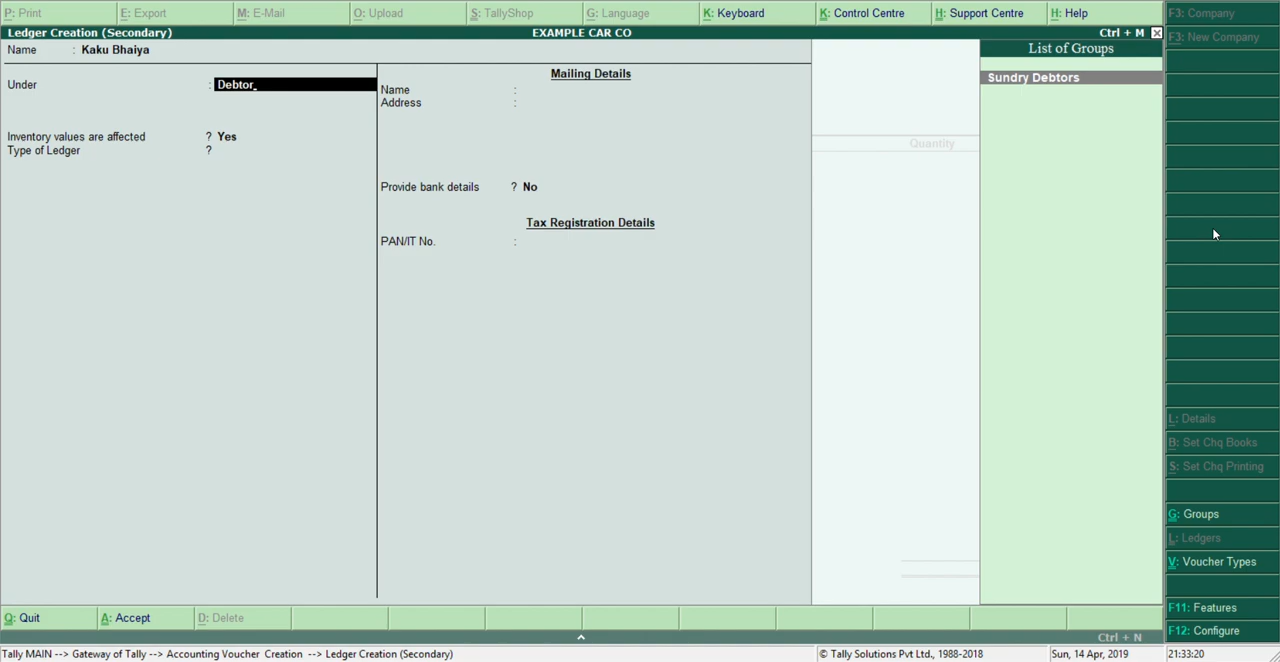 P: Print E: Export M: E-Mail O: Upload S: TallyShop G: Language K: Keyboard K: Control Centre H: Support Centre H: Help F3: Company
Ledger Creation (Secondary) EXAMPLE CAR CO Ctrl + M
F3: New Company
Name : Kaku Bhaiya
List of Groups
Under : Debtor
Mailing Details
Name :
Address :
Sundry Debtors
Inventory values are affected ? Yes
Type of Ledger ?
Quantity
Provide bank details ? No
Tax Registration Details
PAN/IT No. :
L: Details
B: Set Chq Books
S: Set Chq Printing
G: Groups
L: Ledgers
V: Voucher Types
F11: Features
F12: Configure
Q: Quit A: Accept D: Delete
Ctrl + N
Tally MAIN --> Gateway of Tally --> Accounting Voucher Creation --> Ledger Creation (Secondary) © Tally Solutions Pvt Ltd., 1988-2018 Sun, 14 Apr, 2019 21:33:20